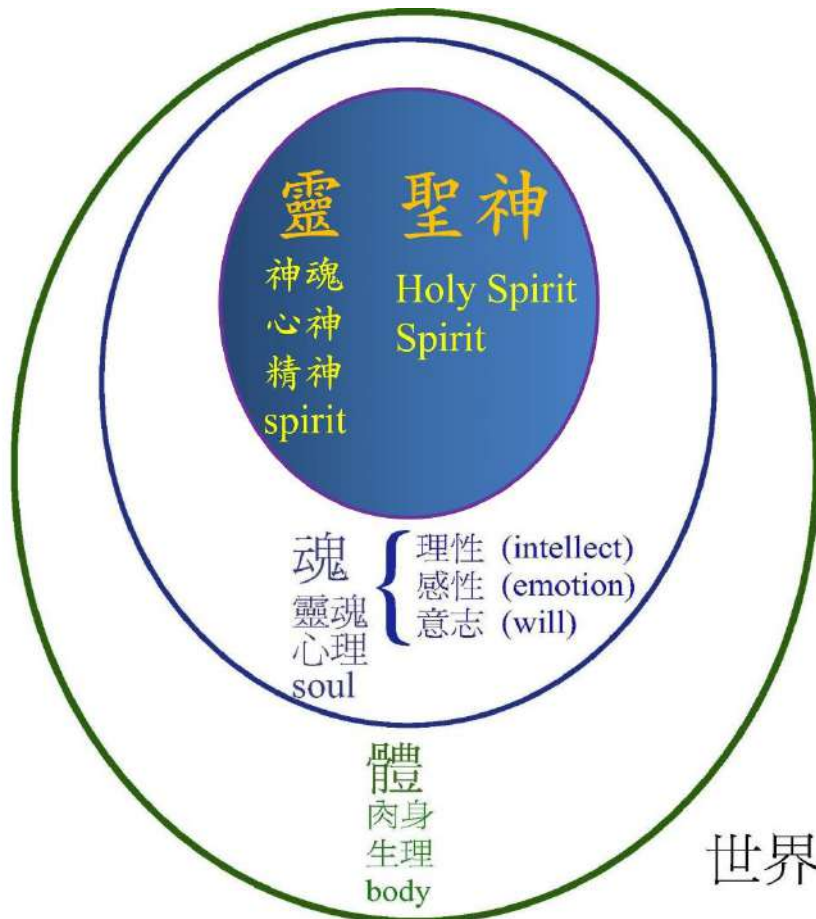 靈 聖神
神魂
心神
精神
spirit
Holy Spirit
Spirit
魂
靈魂
心理
soul
理性 (intellect)
感性 (emotion)
意志 (will)
體
肉身
生理
body
世界